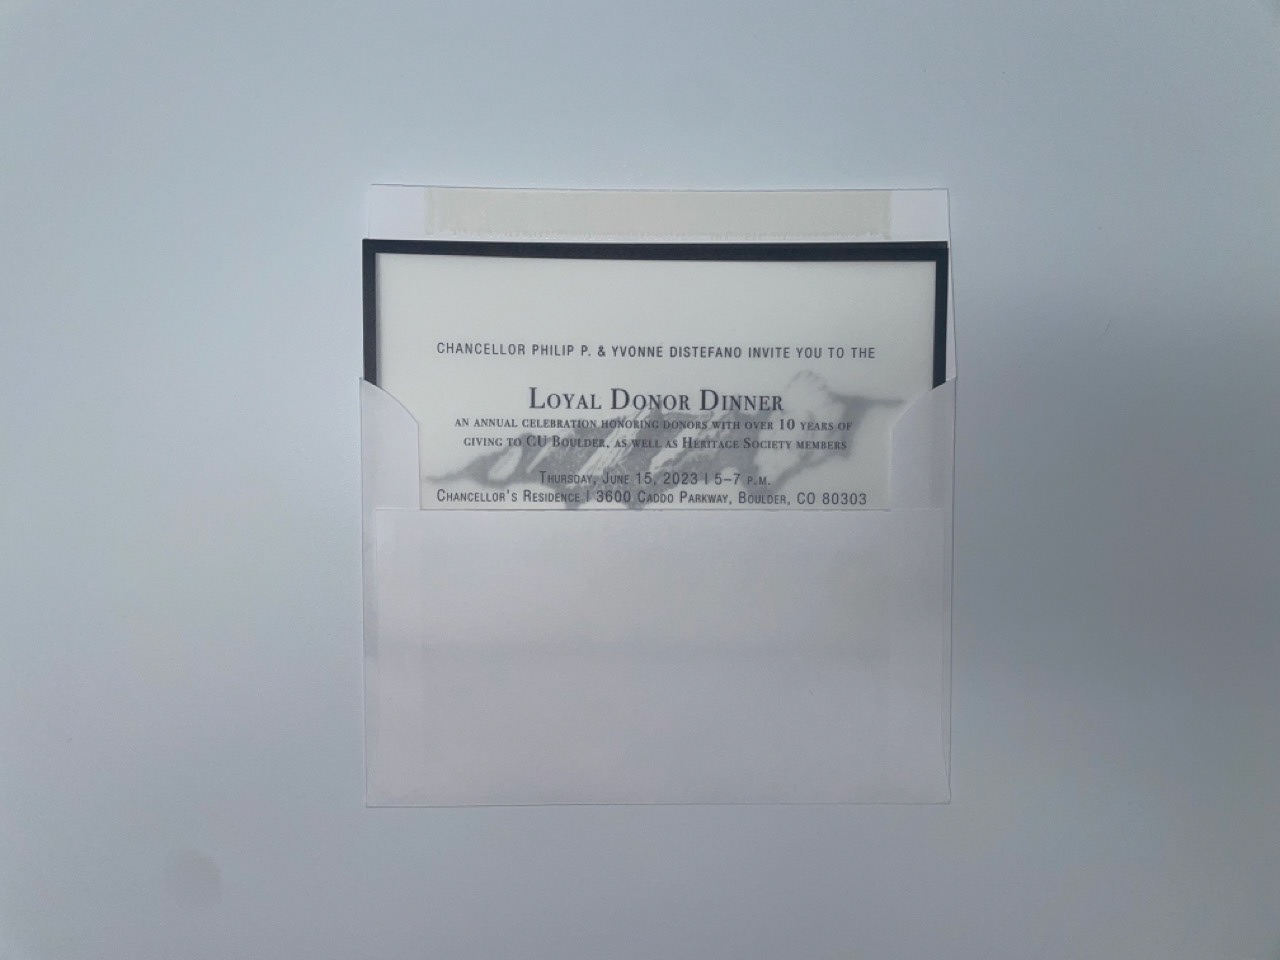 CHANCELLOR PHILIP P. & YVONNE DISTEFANO INVITE YOU TO THE
LOYAL DONOR DINNER
AN ANNUAL CELEBRATION HONORING DONORS WITH OVER 10 YEARS OF
GIVING TO CU BOULDER, AS WELL AS HERITAGE SOCIETY MEMBERS
THURSDAY, JUNE 15, 2023 | 5–7 P.M.
CHANCELLOR'S RESIDENCE | 3600 CADDO PARKWAY, BOULDER, CO 80303